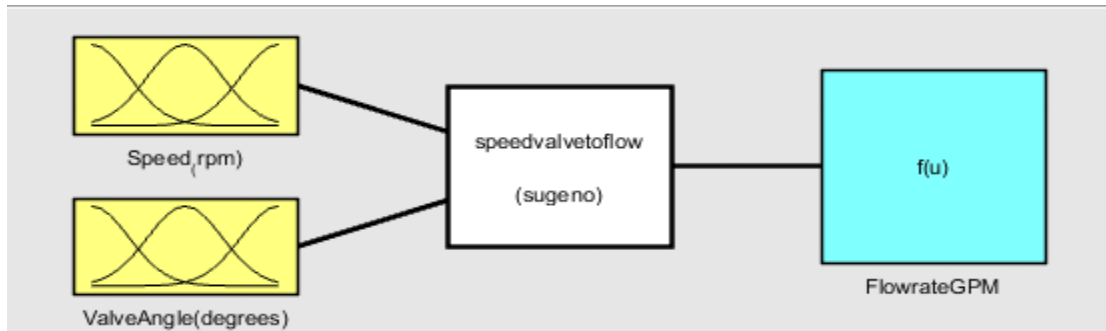 Speed(rpm)
speedvalvetoflow
(sugeno)
f(u)
ValveAngle(degrees)
FlowrateGPM